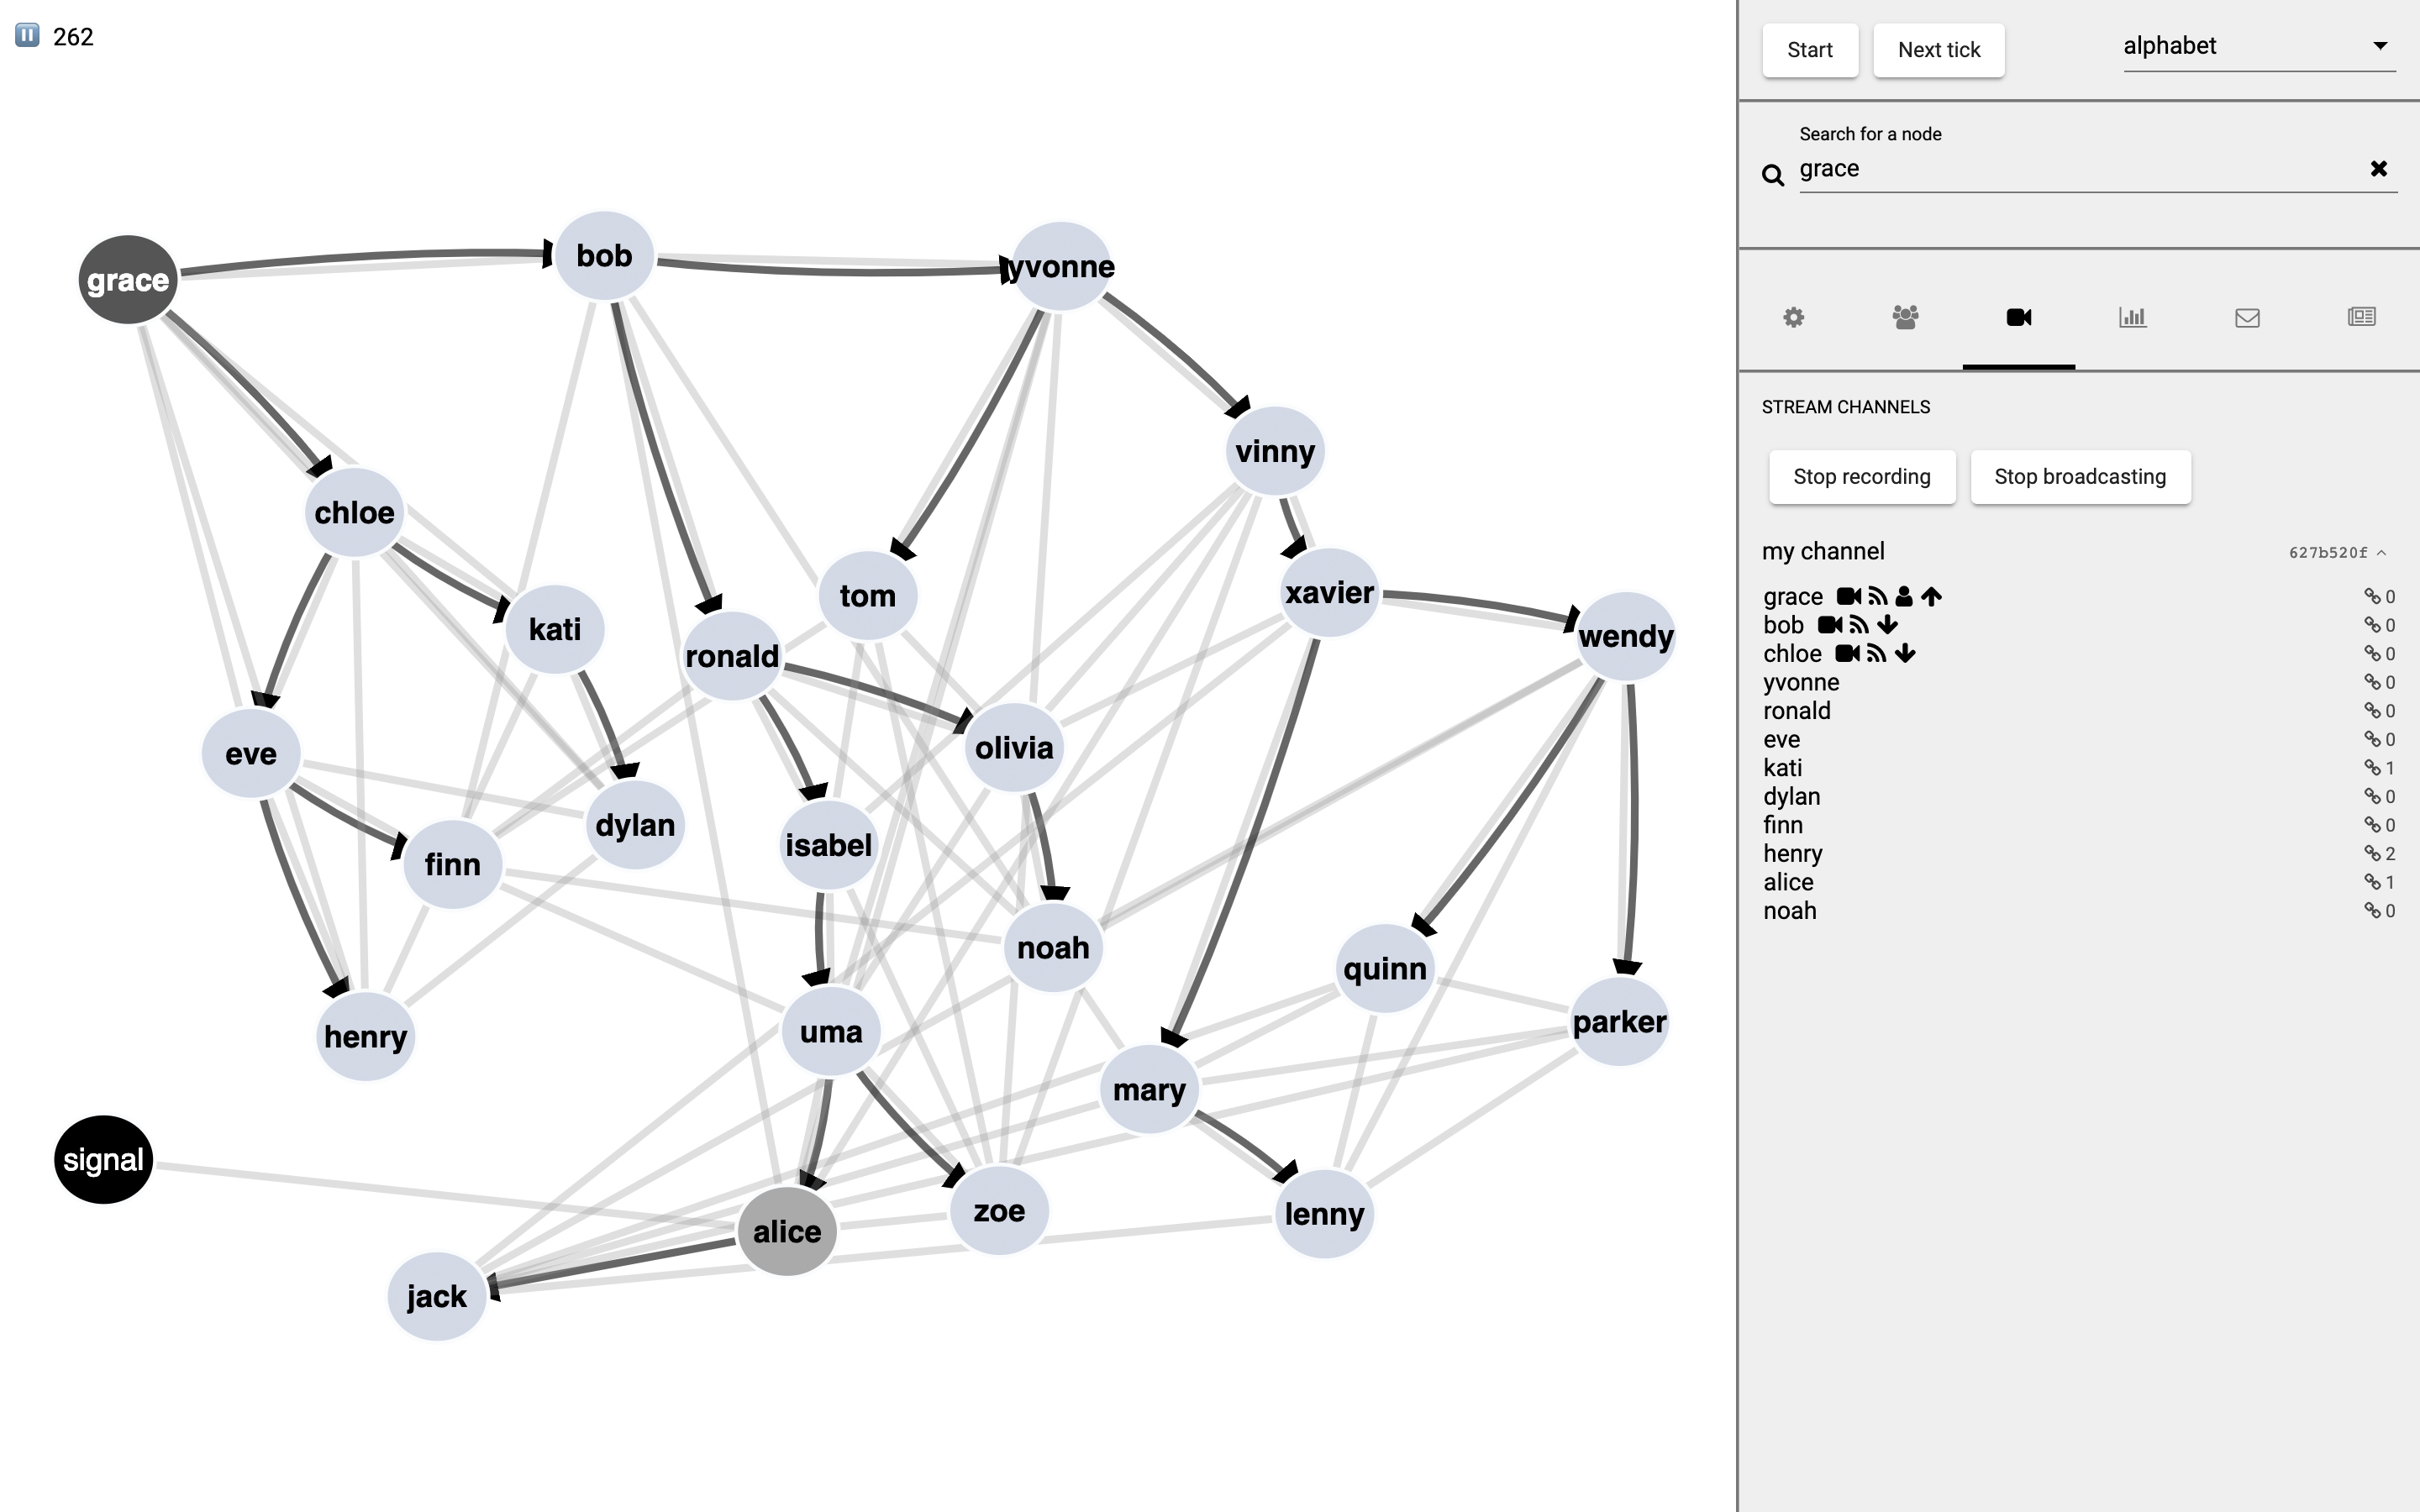 262
grace
bob
yvonne
chloe
vinny
kati
tom
ronald
xavier
wendy
eve
olivia
dylan
isabel
finn
noah
quinn
henry
uma
parker
mary
signal
alice
zoe
lenny
jack
Start
Next tick
alphabet
Search for a node
grace
STREAM CHANNELS
Stop recording
Stop broadcasting
my channel 627b520f
grace 0
bob 0
chloe 0
yvonne 0
ronald 0
eve 0
kati 1
dylan 0
finn 0
henry 2
alice 1
noah 0